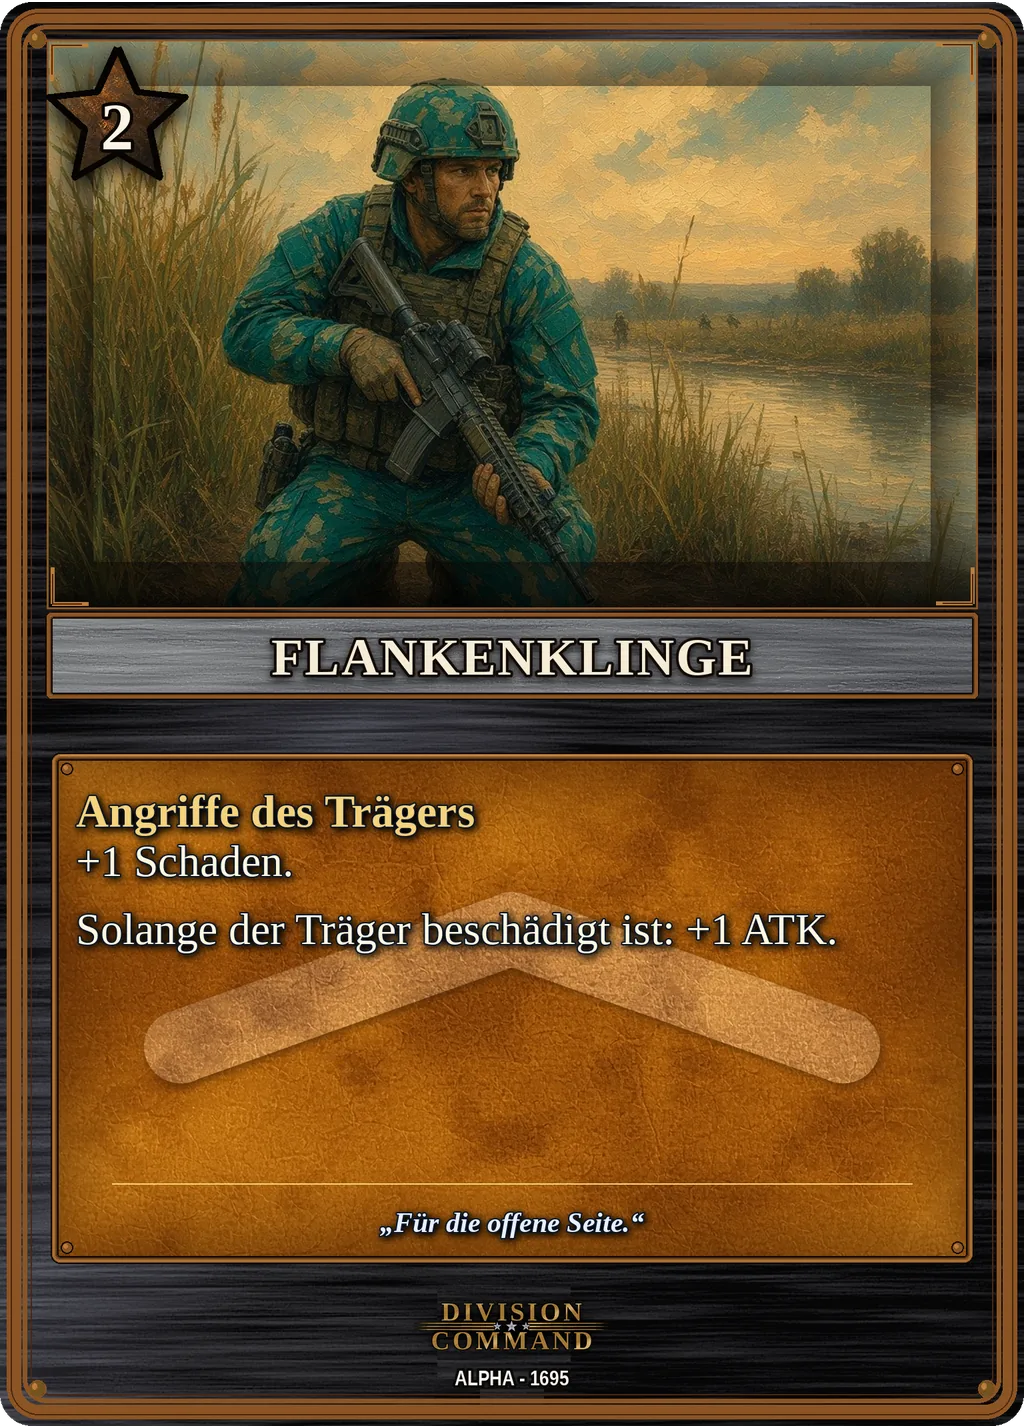 2
FLANKENKLINGE
Angriffe des Trägers
+1 Schaden.
Solange der Träger beschädigt ist: +1 ATK.
„Für die offene Seite.“
DIVISION
COMMAND
ALPHA - 1695